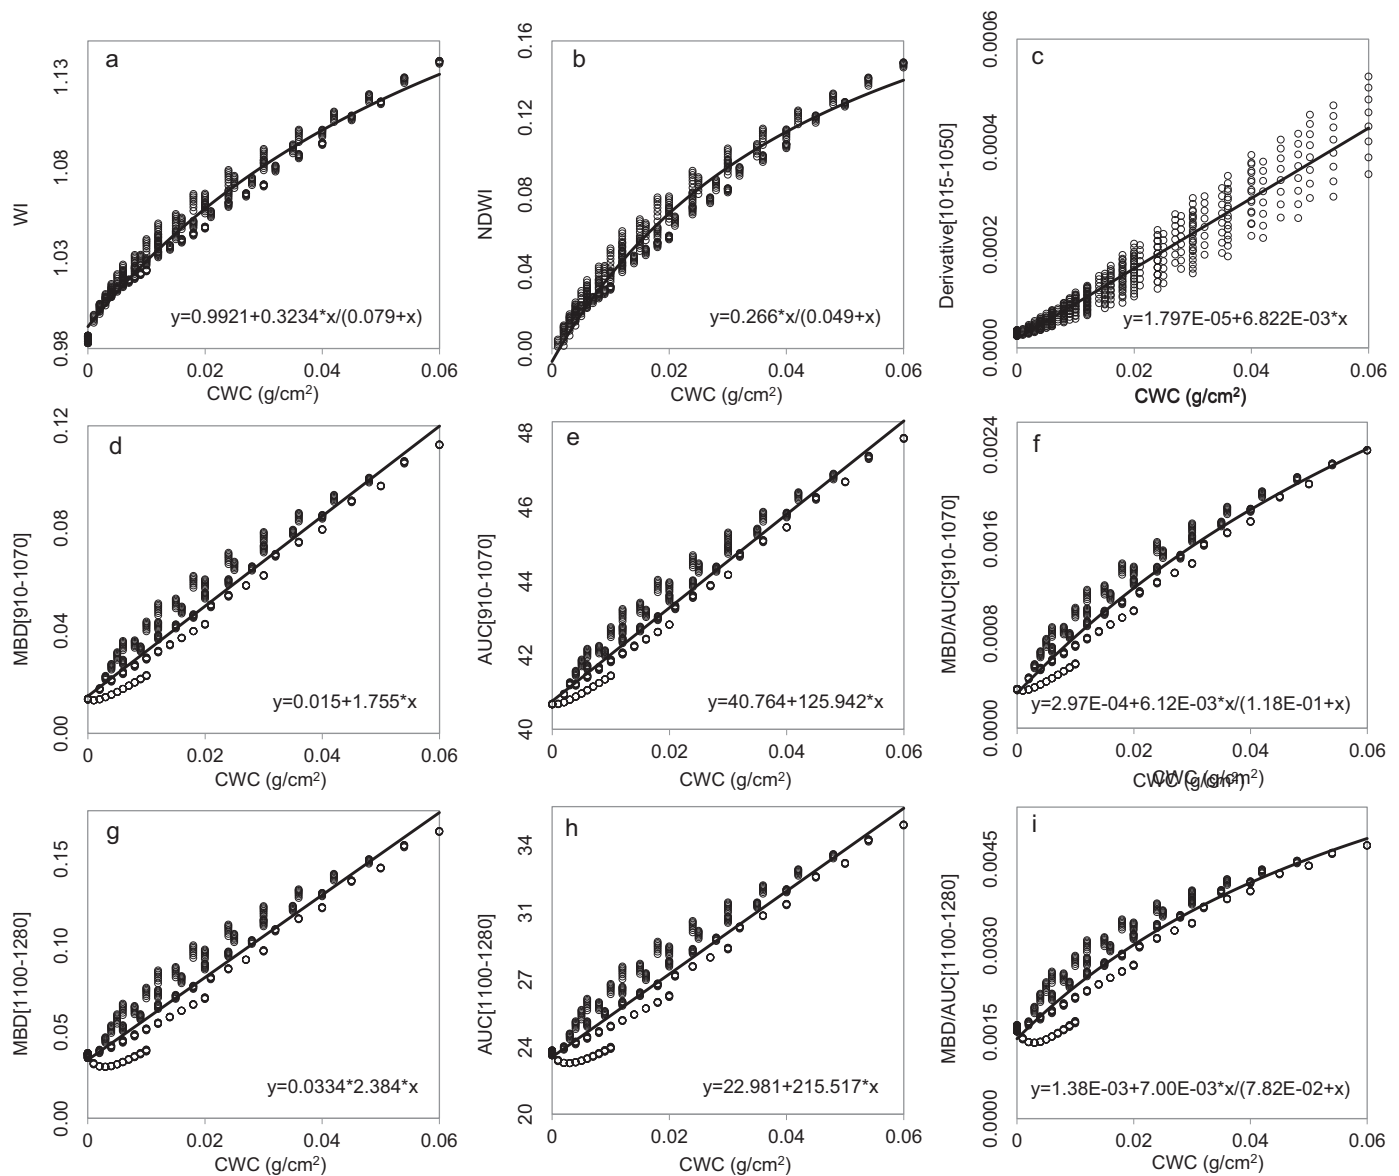 a
WI
0.98 1.03 1.08 1.13
y=0.9921+0.3234*x/(0.079+x)
0 0.02 0.04 0.06
CWC (g/cm²)
b
NDWI
0.00 0.04 0.08 0.12 0.16
y=0.266*x/(0.049+x)
0 0.02 0.04 0.06
CWC (g/cm²)
c
Derivative[1015-1050]
0.0000 0.0002 0.0004 0.0006
y=1.797E-05+6.822E-03*x
0 0.02 0.04 0.06
CWC (g/cm²)
d
MBD[910-1070]
0.00 0.04 0.08 0.12
y=0.015+1.755*x
0 0.02 0.04 0.06
CWC (g/cm²)
e
AUC[910-1070]
40 42 44 46 48
y=40.764+125.942*x
0 0.02 0.04 0.06
CWC (g/cm²)
f
MBD/AUC[910-1070]
0.0000 0.0008 0.0016 0.0024
y=2.97E-04+6.12E-03*x/(1.18E-01+x)
0 0.02 0.04 0.06
CWC (g/cm²)
CWC (g/cm²)
g
MBD[1100-1280]
0.00 0.05 0.10 0.15
y=0.0334*2.384*x
0 0.02 0.04 0.06
CWC (g/cm²)
h
AUC[1100-1280]
20 24 27 31 34
y=22.981+215.517*x
0 0.02 0.04 0.06
CWC (g/cm²)
i
MBD/AUC[1100-1280]
0.0000 0.0015 0.0030 0.0045
y=1.38E-03+7.00E-03*x/(7.82E-02+x)
0 0.02 0.04 0.06
CWC (g/cm²)